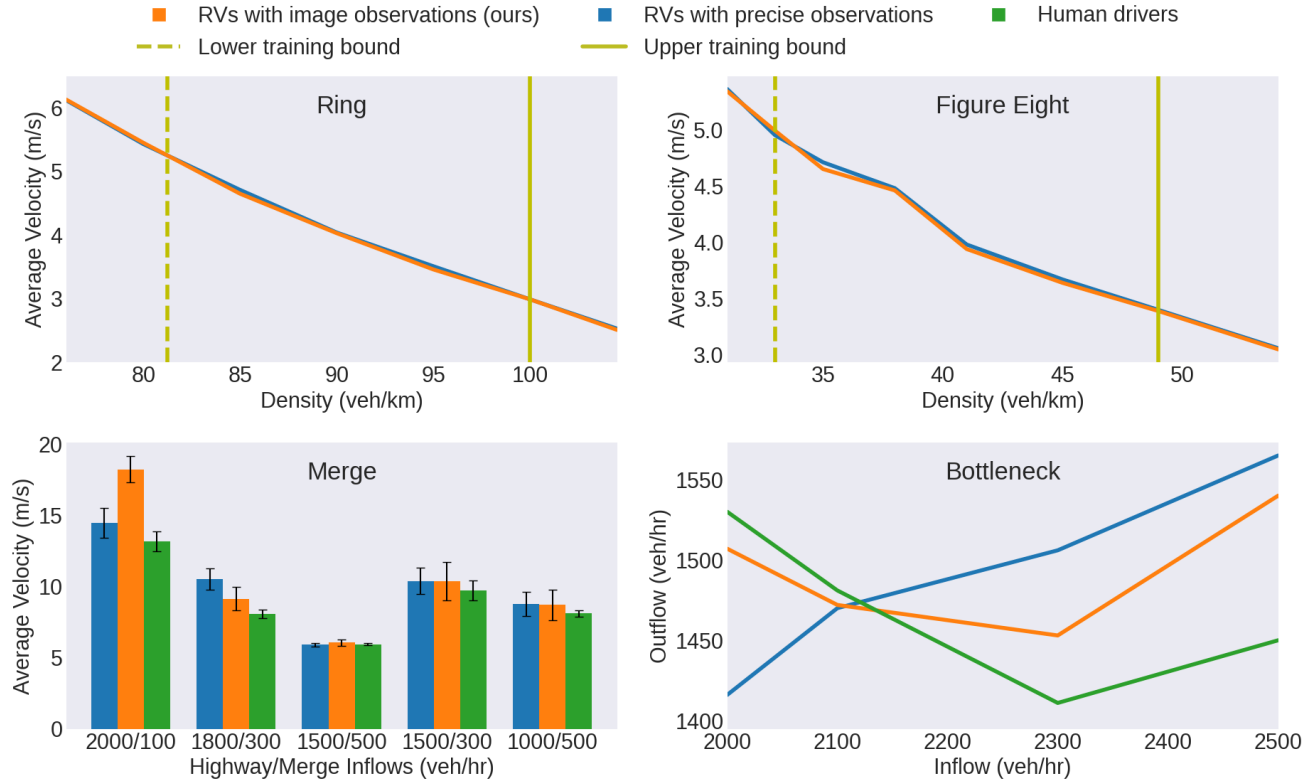 RVs with image observations (ours) RVs with precise observations Human drivers
Lower training bound Upper training bound
Ring
Average Velocity (m/s)
6
5
4
3
2
80 85 90 95 100
Density (veh/km)
Figure Eight
Average Velocity (m/s)
5.0
4.5
4.0
3.5
3.0
35 40 45 50
Density (veh/km)
Merge
Average Velocity (m/s)
20
15
10
5
0
2000/100 1800/300 1500/500 1500/300 1000/500
Highway/Merge Inflows (veh/hr)
Bottleneck
Outflow (veh/hr)
1550
1500
1450
1400
2000 2100 2200 2300 2400 2500
Inflow (veh/hr)